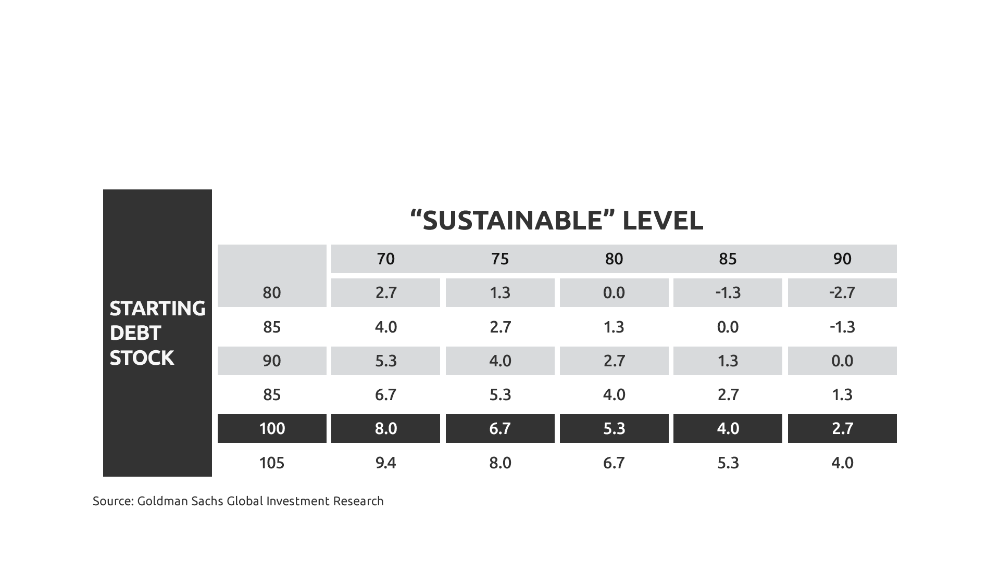 “SUSTAINABLE” LEVEL
STARTING
DEBT
STOCK
70 75 80 85 90
80 2.7 1.3 0.0 -1.3 -2.7
85 4.0 2.7 1.3 0.0 -1.3
90 5.3 4.0 2.7 1.3 0.0
85 6.7 5.3 4.0 2.7 1.3
100 8.0 6.7 5.3 4.0 2.7
105 9.4 8.0 6.7 5.3 4.0
Source: Goldman Sachs Global Investment Research